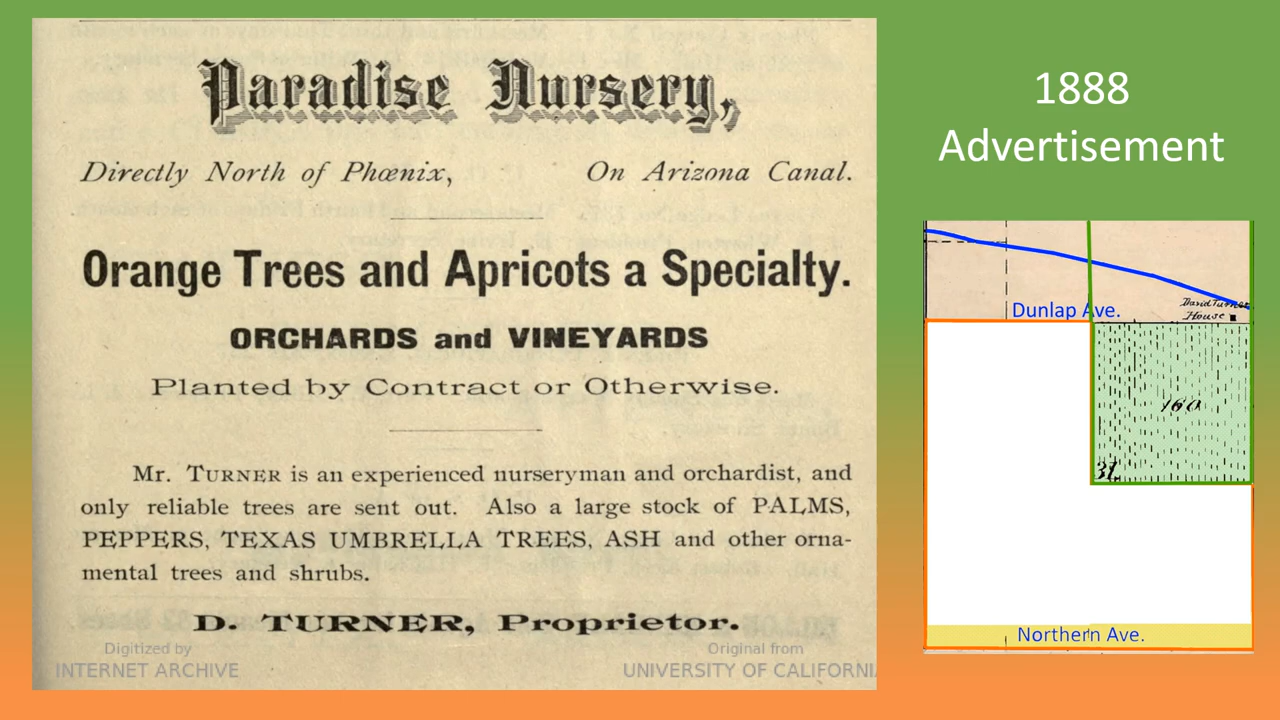 Paradise Nursery,
Directly North of Phœnix, On Arizona Canal.
Orange Trees and Apricots a Specialty.
ORCHARDS and VINEYARDS
Planted by Contract or Otherwise.
Mr. TURNER is an experienced nurseryman and orchardist, and
only reliable trees are sent out. Also a large stock of PALMS,
PEPPERS, TEXAS UMBRELLA TREES, ASH and other orna-
mental trees and shrubs.
D. TURNER, Proprietor.
Digitized by
INTERNET ARCHIVE
Original from
UNIVERSITY OF CALIFORNI
1888
Advertisement
Dunlap Ave.
David Turner
House
160
31
Northern Ave.